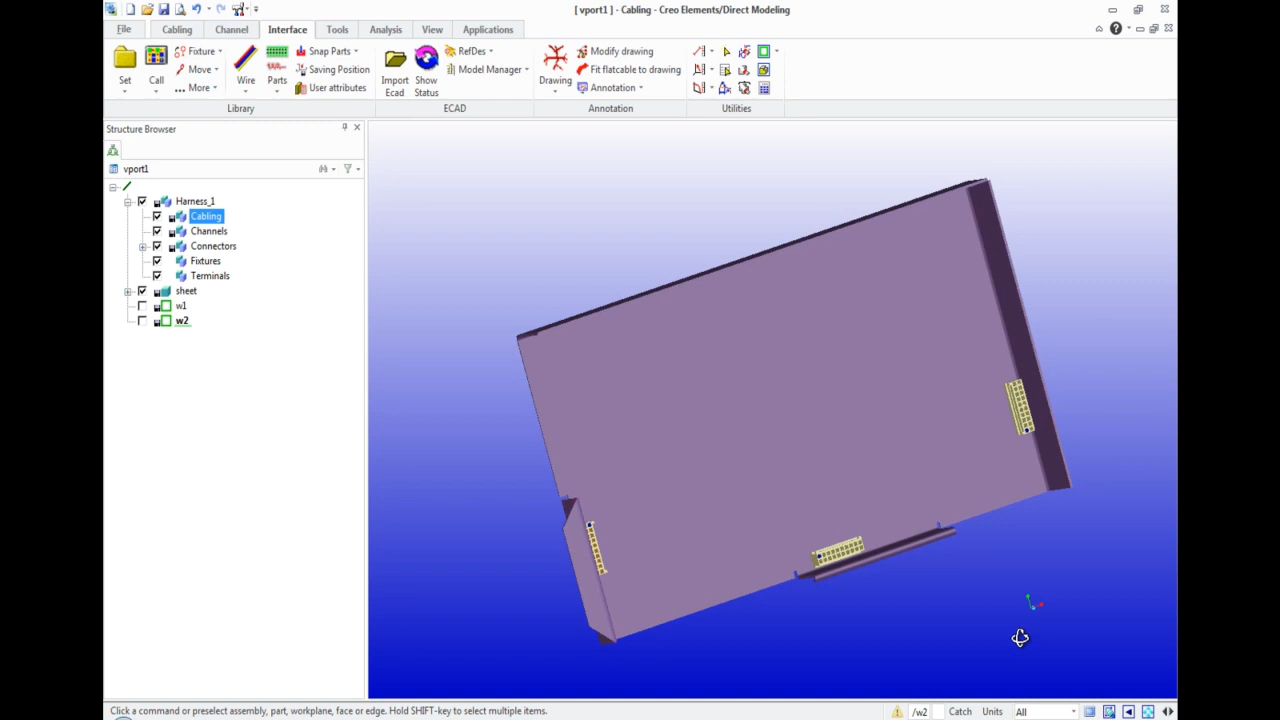 [ vport1 ] - Cabling - Creo Elements/Direct Modeling
File Cabling Channel Interface Tools Analysis View Applications
Set Call Fixture Move More Wire Parts Snap Parts Saving Position User attributes
Library
Import Ecad Show Status RefDes Model Manager
ECAD
Drawing Modify drawing Fit flatcable to drawing Annotation
Annotation
Utilities
Structure Browser
vport1
Harness_1
Cabling
Channels
Connectors
Fixtures
Terminals
sheet
w1
w2
Click a command or preselect assembly, part, workplane, face or edge. Hold SHIFT-key to select multiple items.
/w2 Catch Units All